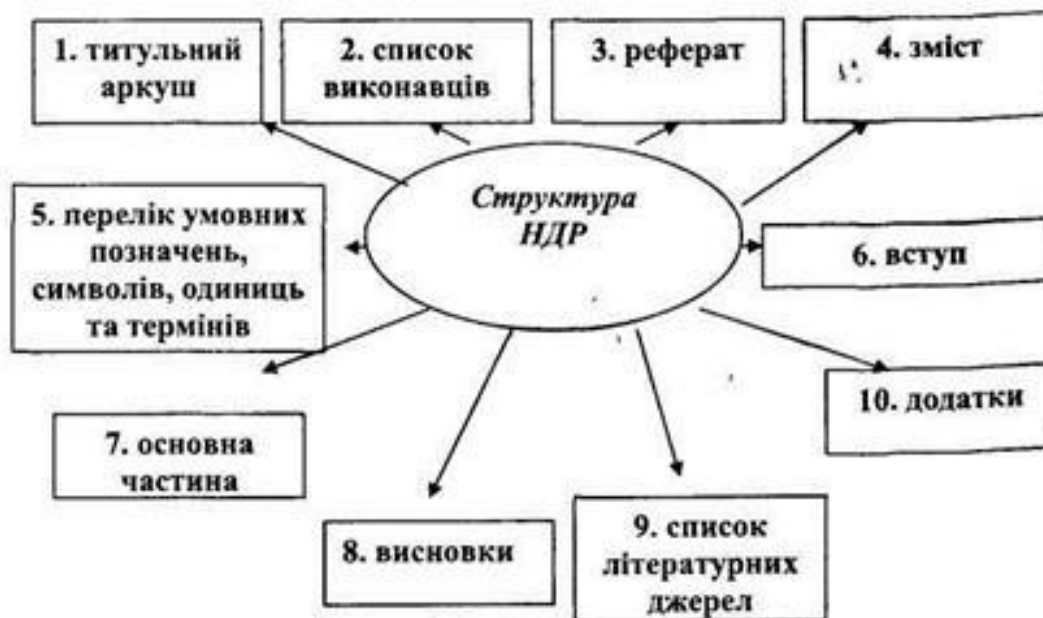 1. титульний
аркуш
2. список
виконавців
3. реферат
4. зміст
Структура
НДР
5. перелік умовних
позначень,
символів, одиниць
та термінів
6. вступ
7. основна
частина
8. висновки
9. список
літературних
джерел
10. додатки